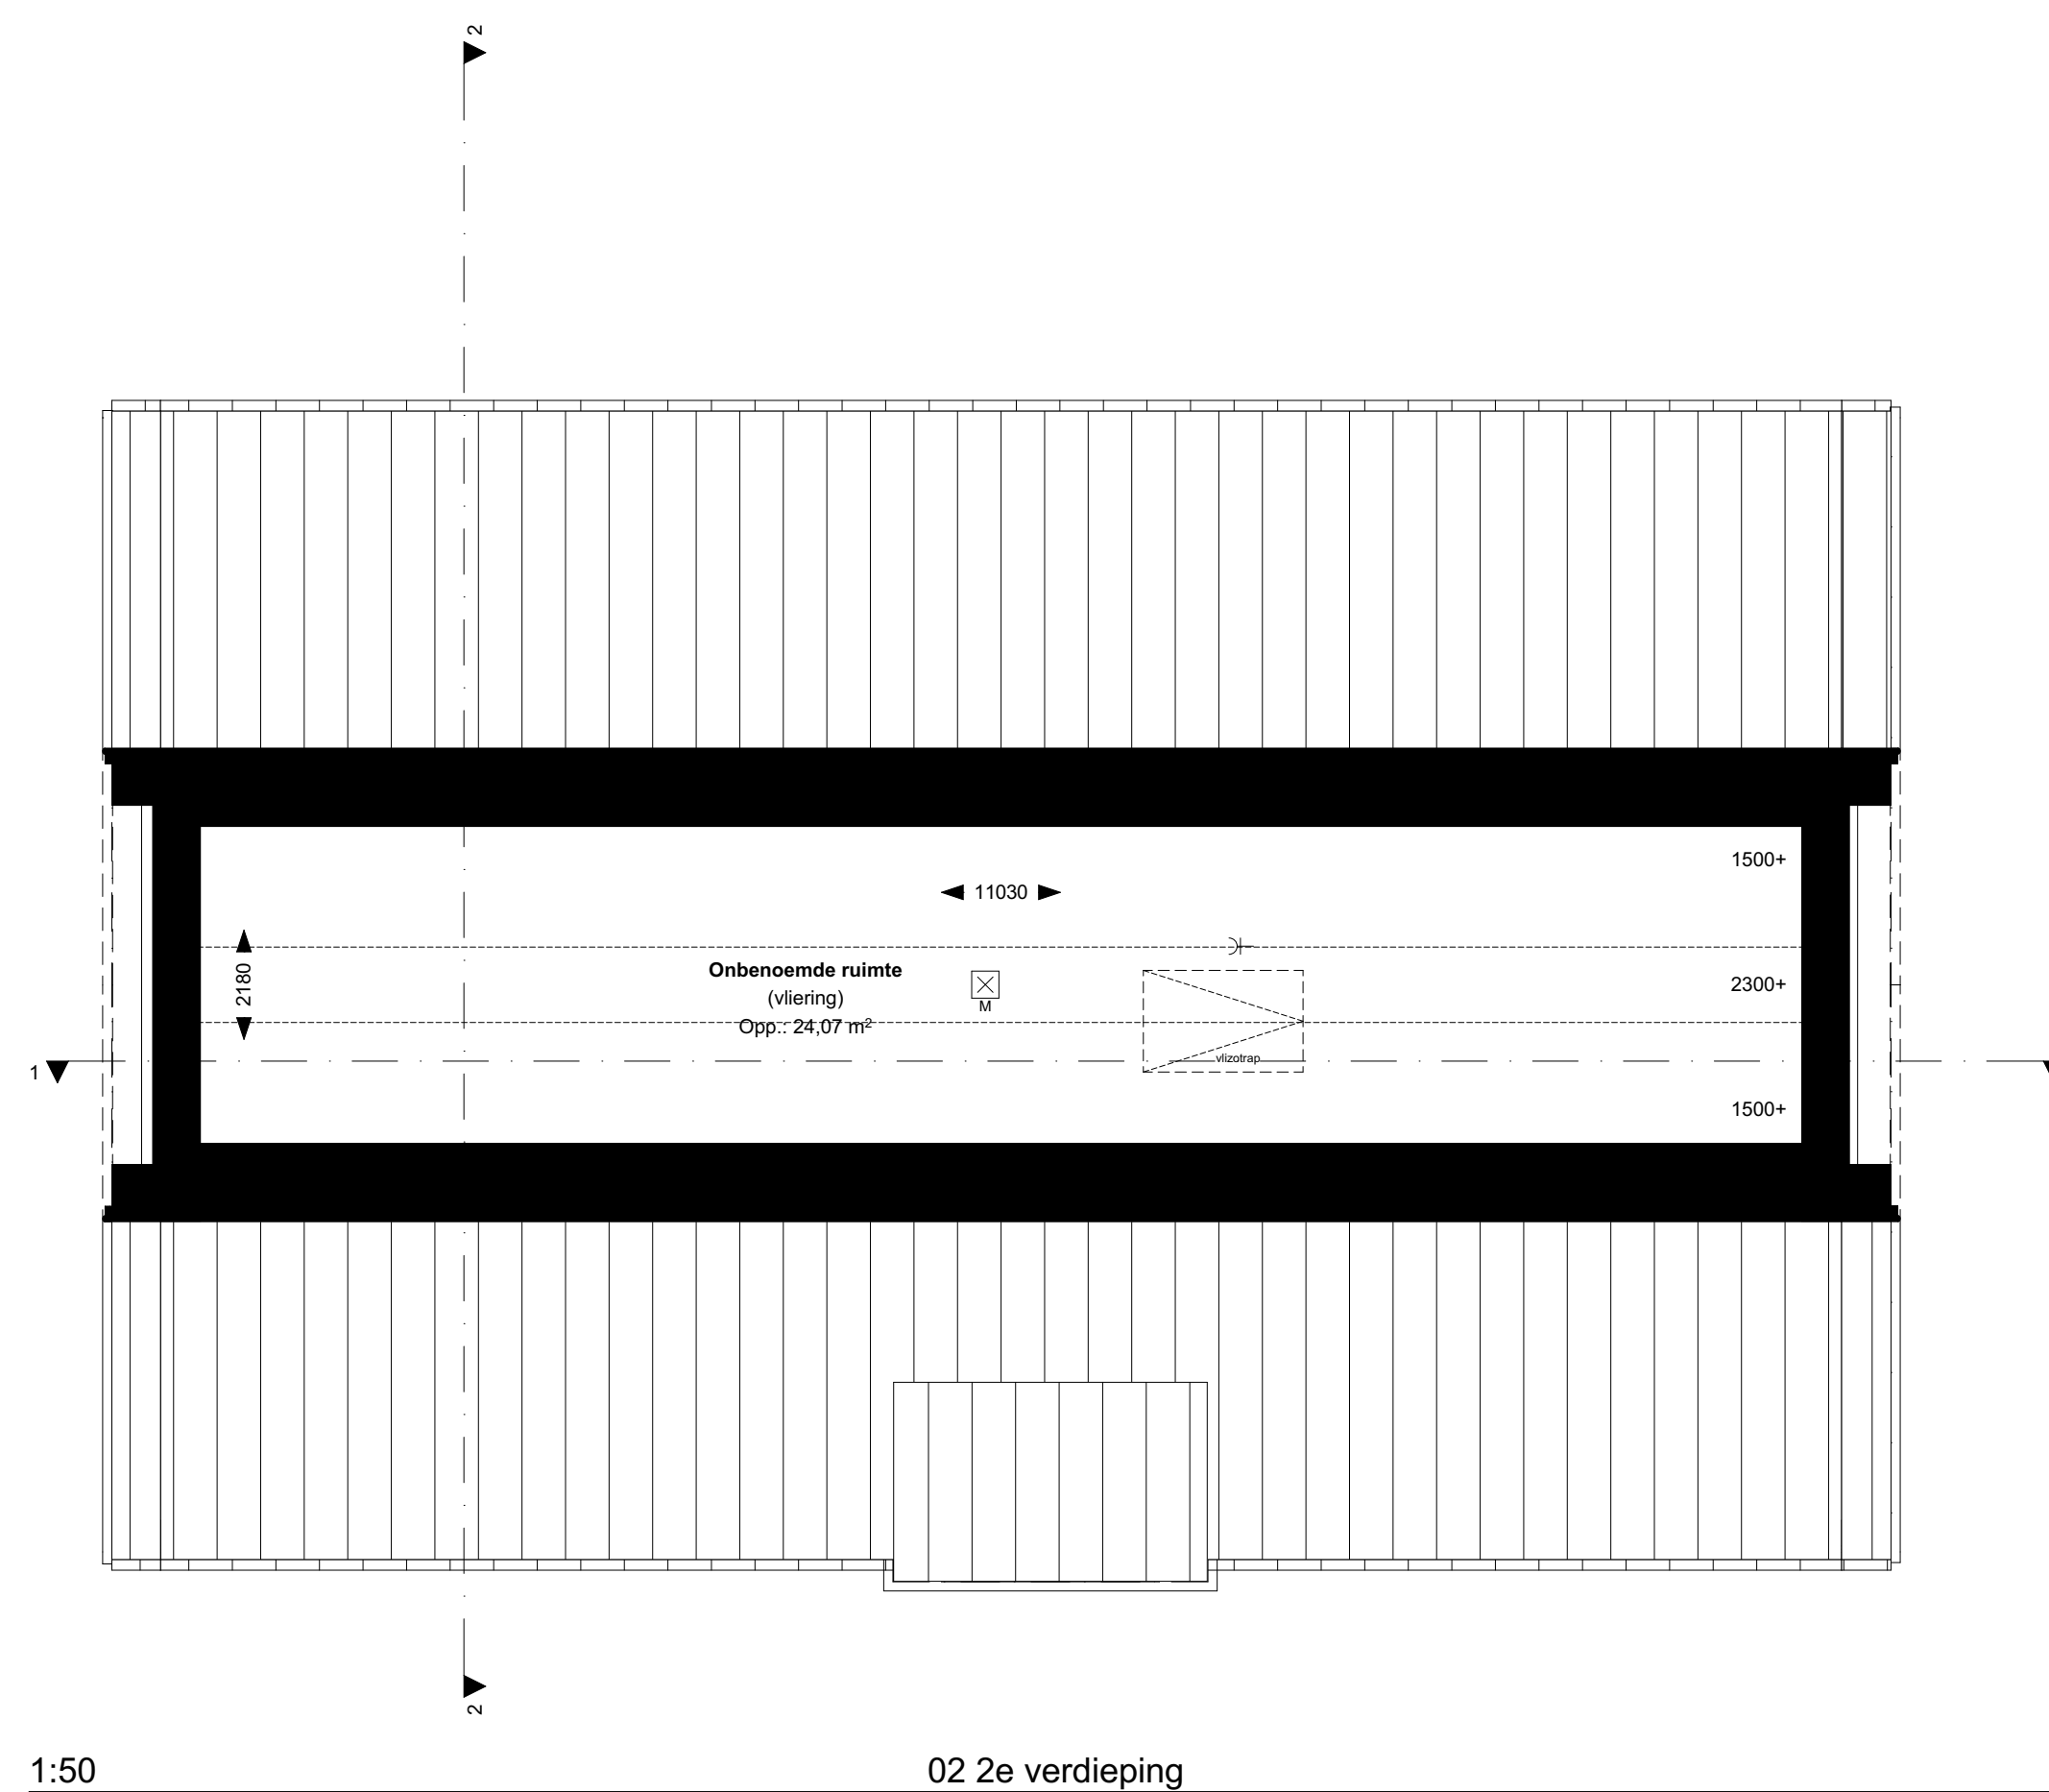 2
1500+
11030
Onbenoemde ruimte
(vliering)
Opp.: 24,07 m²
2180
M
2300+
vlizotrap
1
1500+
2
1:50
02 2e verdieping